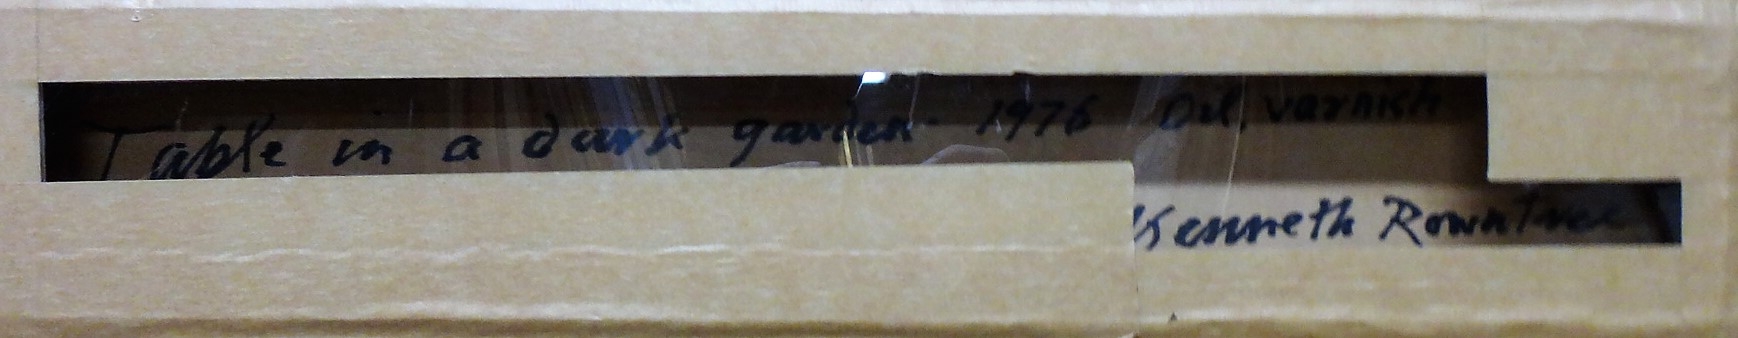 Table in a dark garden. 1976 Oil, varnish
Kenneth Rowntree